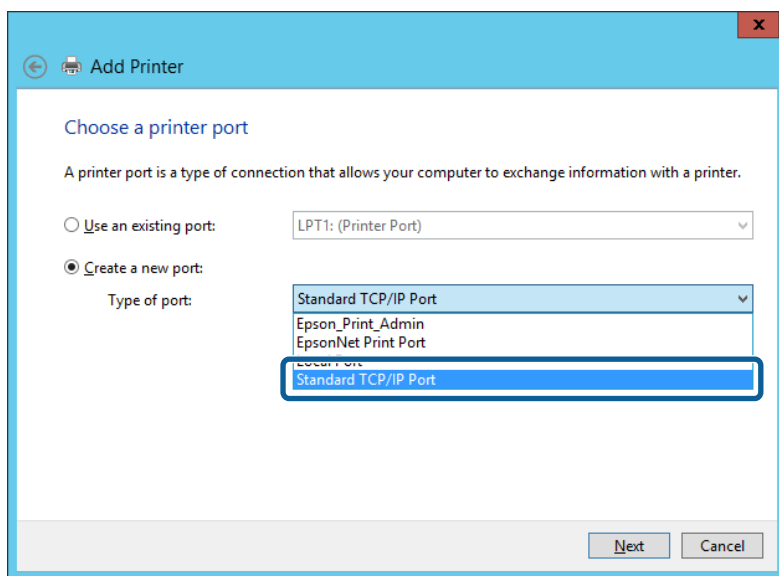 x
Add Printer
Choose a printer port
A printer port is a type of connection that allows your computer to exchange information with a printer.
Use an existing port: LPT1: (Printer Port)
Create a new port:
Type of port: Standard TCP/IP Port
Epson_Print_Admin
EpsonNet Print Port
Local Port
Standard TCP/IP Port
Next Cancel